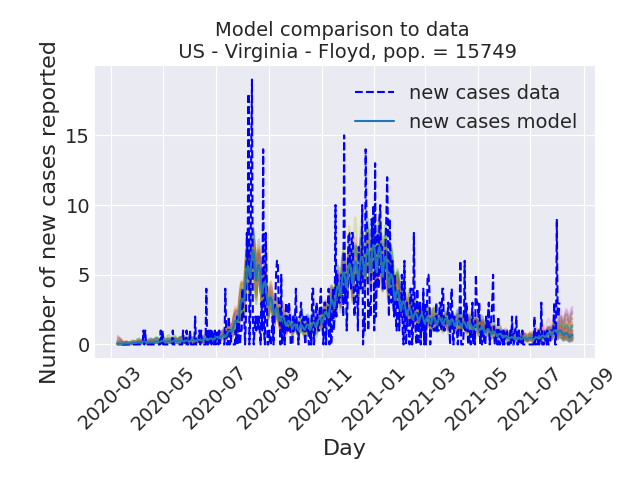 Model comparison to data
US - Virginia - Floyd, pop. = 15749
Number of new cases reported
15
10
5
0
new cases data
new cases model
2020-03
2020-05
2020-07
2020-09
2020-11
2021-01
2021-03
2021-05
2021-07
2021-09
Day